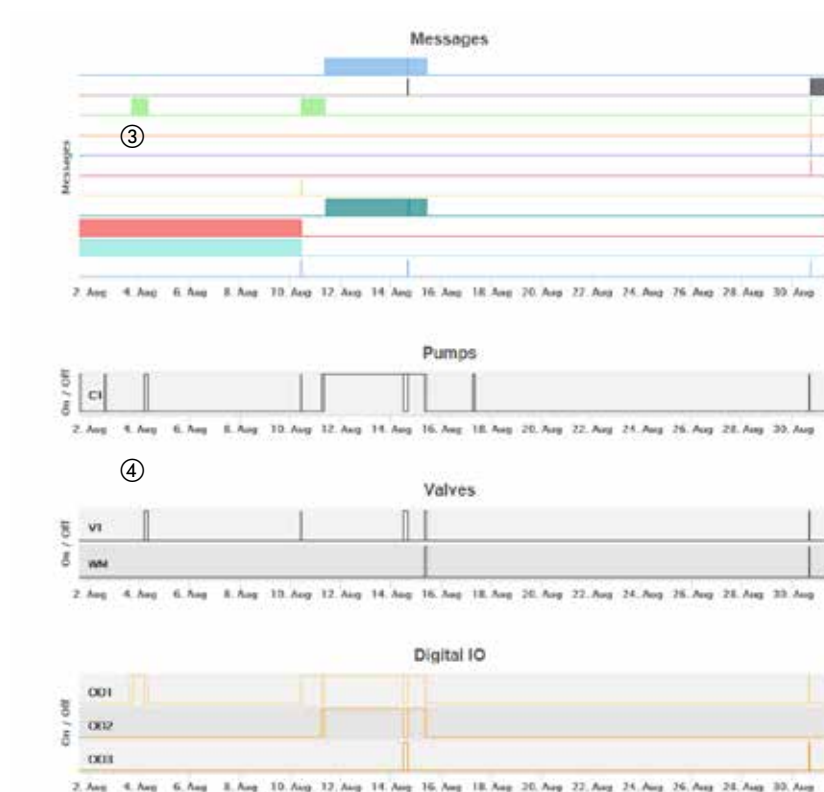 Messages
③
Messages
2. Aug 4. Aug 6. Aug 8. Aug 10. Aug 12. Aug 14. Aug 16. Aug 18. Aug 20. Aug 22. Aug 24. Aug 26. Aug 28. Aug 30. Aug
Pumps
On / Off
C1
2. Aug 4. Aug 6. Aug 8. Aug 10. Aug 12. Aug 14. Aug 16. Aug 18. Aug 20. Aug 22. Aug 24. Aug 26. Aug 28. Aug 30. Aug
④
Valves
On / Off
V1
WM
2. Aug 4. Aug 6. Aug 8. Aug 10. Aug 12. Aug 14. Aug 16. Aug 18. Aug 20. Aug 22. Aug 24. Aug 26. Aug 28. Aug 30. Aug
Digital IO
On / Off
OD1
OD2
OD3
2. Aug 4. Aug 6. Aug 8. Aug 10. Aug 12. Aug 14. Aug 16. Aug 18. Aug 20. Aug 22. Aug 24. Aug 26. Aug 28. Aug 30. Aug